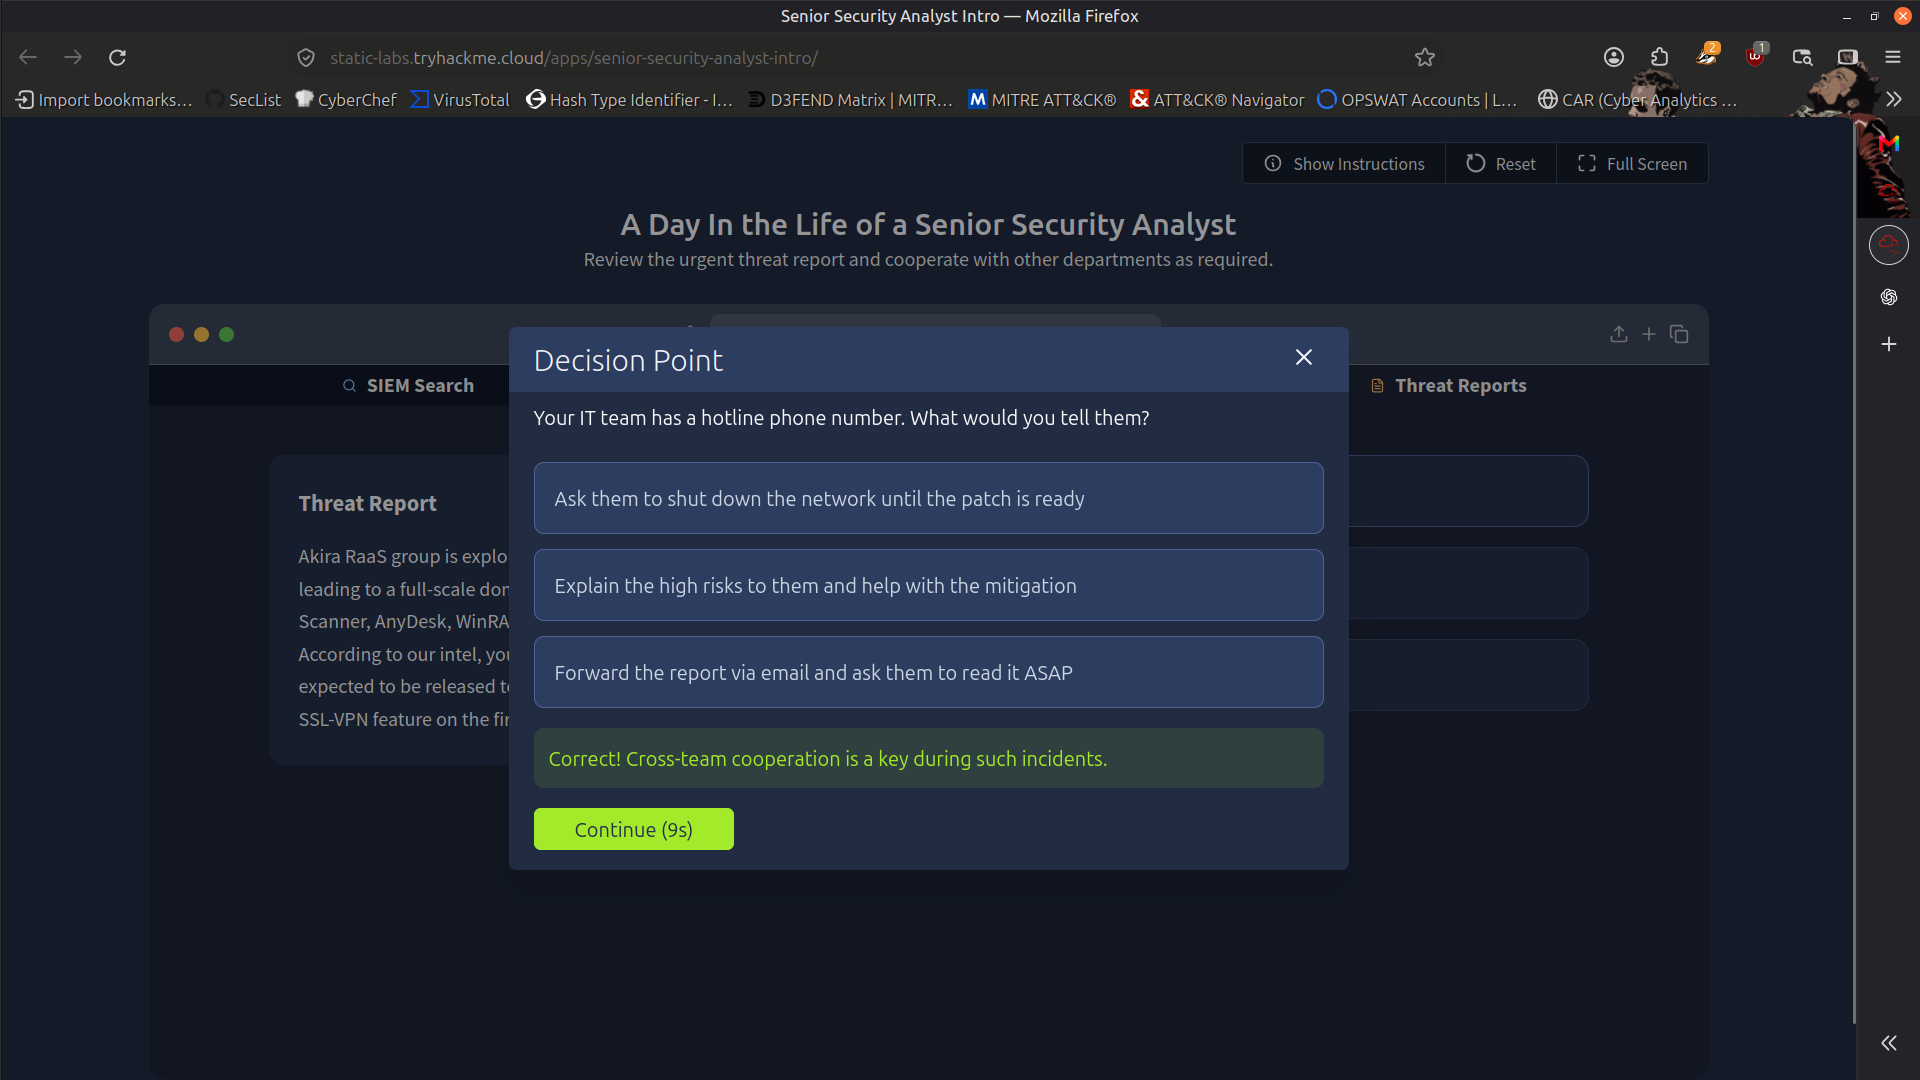 Senior Security Analyst Intro — Mozilla Firefox
static-labs.tryhackme.cloud/apps/senior-security-analyst-intro/
2
1
Import bookmarks...
SecList
CyberChef
VirusTotal
Hash Type Identifier - I...
D3FEND Matrix | MITR...
MITRE ATT&CK®
ATT&CK® Navigator
OPSWAT Accounts | L...
CAR (Cyber Analytics ...
Show Instructions
Reset
Full Screen
A Day In the Life of a Senior Security Analyst
Review the urgent threat report and cooperate with other departments as required.
SIEM Search
Threat Reports
Decision Point
Your IT team has a hotline phone number. What would you tell them?
Ask them to shut down the network until the patch is ready
Explain the high risks to them and help with the mitigation
Forward the report via email and ask them to read it ASAP
Correct! Cross-team cooperation is a key during such incidents.
Continue (9s)
Threat Report
Akira RaaS group is explo
leading to a full-scale
Scanner, AnyDesk, WinRA
According to our intel,
expected to be released
SSL-VPN feature on the